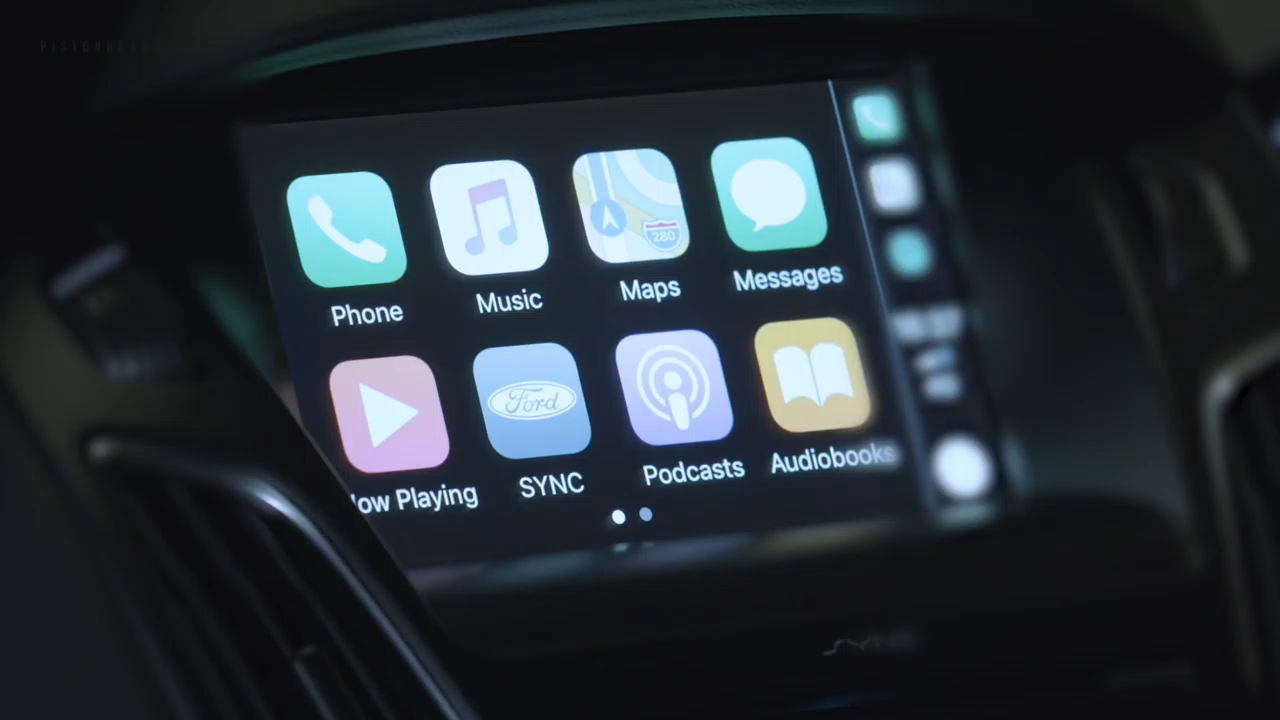 Phone
Music
Maps
280
Messages
ow Playing
Ford
SYNC
Podcasts
Audiobooks